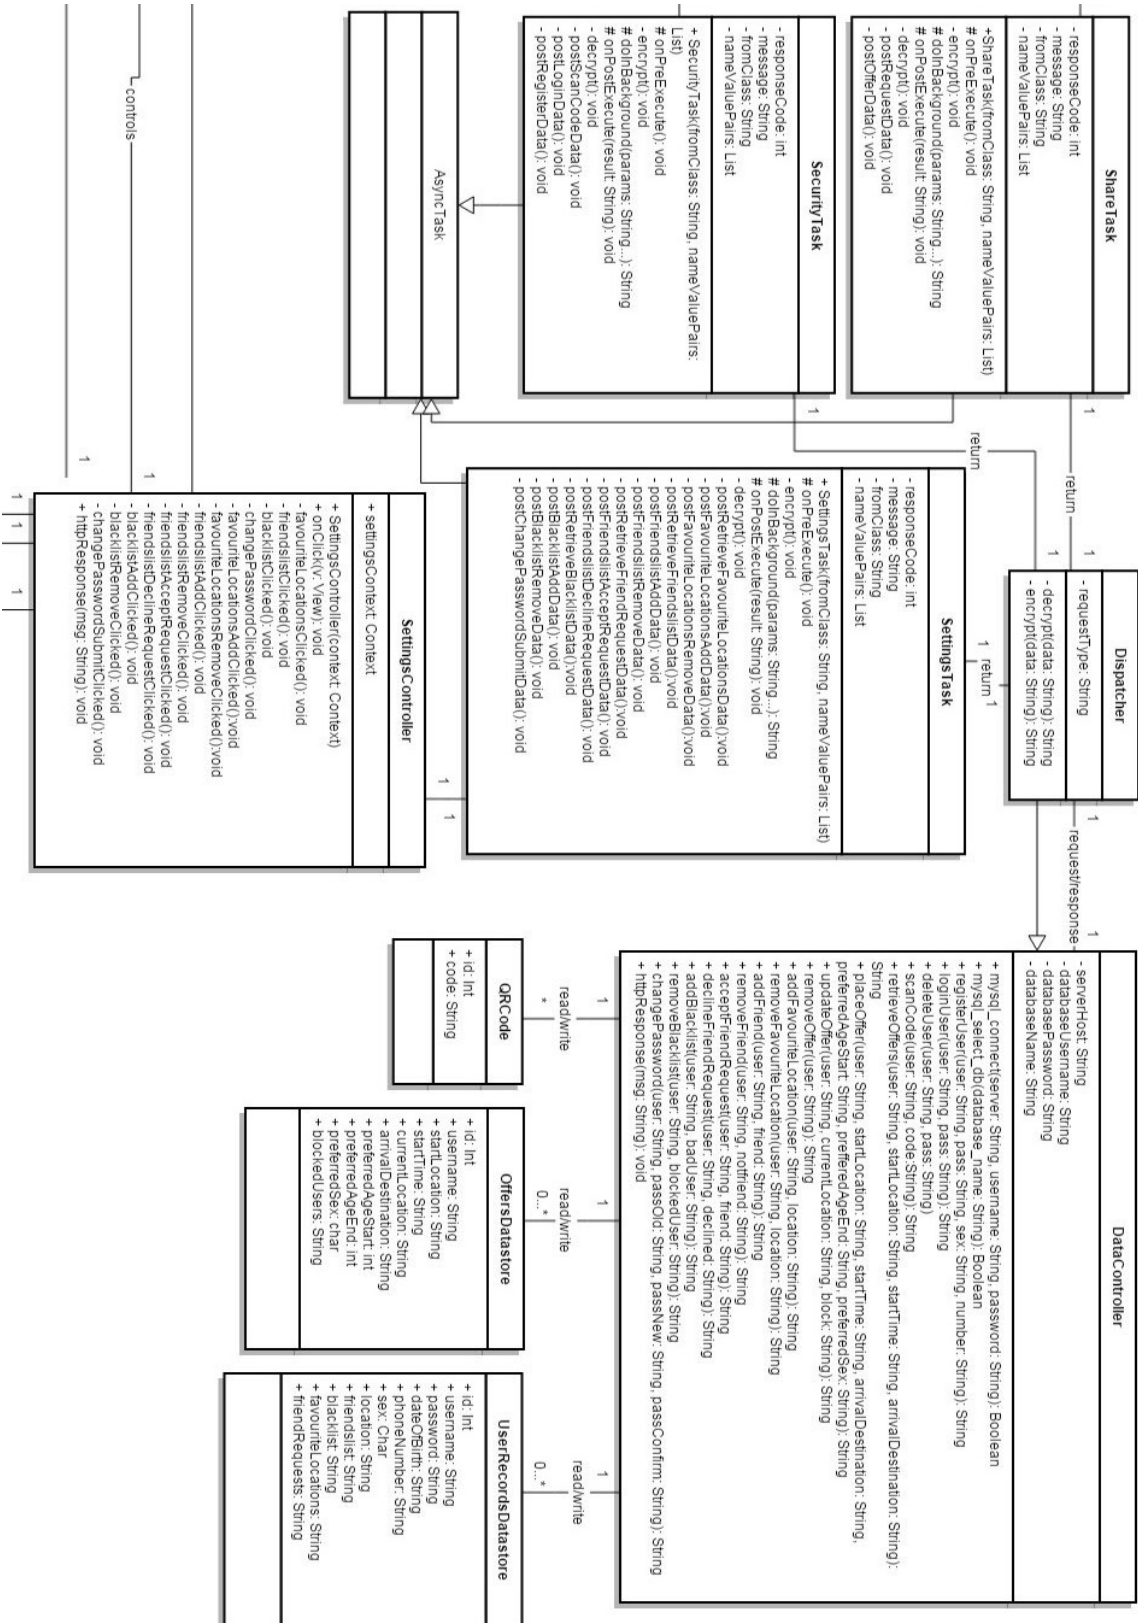 ShareTask
- responseCode: int
- message: String
- fromClass: String
- nameValuePairs: List
+ShareTask(fromClass: String, nameValuePairs: List)
# onPreExecute(): void
- encrypt(): void
# doInBackground(params: String...): String
# onPostExecute(result: String): void
- decrypt(): void
- postRequestData(): void
- postOfferData(): void
SecurityTask
- responseCode: int
- message: String
- fromClass: String
- nameValuePairs: List
+ SecurityTask(fromClass: String, nameValuePairs:
List)
# onPreExecute(): void
- encrypt(): void
# doInBackground(params: String...): String
# onPostExecute(result: String): void
- decrypt(): void
- postScanCodeData(): void
- postLoginData(): void
- postRegisterData(): void
AsyncTask
controls
1
return
1
1
return
1
Dispatcher
- requestType: String
- decrypt(data: String): String
- encrypt(data: String): String
1
return
1
SettingsTask
- responseCode: int
- message: String
- fromClass: String
- nameValuePairs: List
+ SettingsTask(fromClass: String, nameValuePairs: List)
# onPreExecute(): void
- encrypt(): void
# doInBackground(params: String...): String
# onPostExecute(result: String): void
- decrypt(): void
- postRetrieveFavouriteLocationsData():void
- postFavouriteLocationsAddData():void
- postFavouriteLocationsRemoveData():void
- postRetrieveFriendslistData():void
- postFriendslistAddData(): void
- postFriendslistRemoveData(): void
- postRetrieveFriendRequestData():void
- postFriendslistAcceptRequestData(): void
- postFriendslistDeclineRequestData(): void
- postRetrieveBlacklistData():void
- postBlacklistAddData(): void
- postBlacklistRemoveData(): void
- postChangePasswordSubmitData(): void
1
1
1
1
1
1
1
SettingsController
+ settingsContext: Context
+ SettingsController(context: Context)
+ onClick(v: View): void
- favouriteLocationsClicked(): void
- friendslistClicked(): void
- blacklistClicked(): void
- changePasswordClicked(): void
- favouriteLocationsAddClicked():void
- favouriteLocationsRemoveClicked():void
- friendslistAddClicked(): void
- friendslistRemoveClicked(): void
- friendslistAcceptRequestClicked(): void
- friendslistDeclineRequestClicked(): void
- blacklistAddClicked(): void
- blacklistRemoveClicked(): void
- changePasswordSubmitClicked(): void
+ httpResponse(msg: String): void
1
request/response
1
DataController
- serverHost: String
- databaseUsername: String
- databasePassword: String
- databaseName: String
+ mysql_connect(server: String, username: String, password: String): Boolean
+ mysql_select_db(database_name: String): Boolean
+ registerUser(user: String, pass: String, sex: String, number: String): String
+ loginUser(user: String, pass: String): String
+ deleteUser(user: String, pass: String)
+ scanCode(user: String, code:String): String
+ retrieveOffers(user: String, startLocation: String, startTime: String, arrivalDestination: String):
String
+ placeOffer(user: String, startLocation: String, startTime: String, arrivalDestination: String,
preferredAgeStart: String, prefferedAgeEnd: String, preferredSex: String): String
+ updateOffer(user: String, currentLocation: String, block: String): String
+ removeOffer(user: String): String
+ addFavouriteLocation(user: String, location: String): String
+ removeFavouriteLocation(user: String, location: String): String
+ addFriend(user: String, friend: String): String
+ removeFriend(user: String, notfriend: String): String
+ acceptFriendRequest(user: String, friend: String): String
+ declineFriendRequest(user: String, declined: String): String
+ addBlacklist(user: String, badUser: String): String
+ removeBlacklist(user: String, blockedUser: String): String
+ changePassword(user: String, passOld: String, passNew: String, passConfirm: String): String
+ httpResponse(msg: String): void
1
read/write
*
1
read/write
0...*
1
read/write
0...*
QRCode
+ id: Int
+ code: String
OffersDatastore
+ id: Int
+ username: String
+ startLocation: String
+ startTime: String
+ currentLocation: String
+ arrivalDestination: String
+ preferredAgeStart: int
+ preferredAgeEnd: int
+ preferredSex: char
+ blockedUsers: String
UserRecordsDatastore
+ id: Int
+ username: String
+ password: String
+ dateOfBirth: String
+ phoneNumber: String
+ sex: Char
+ location: String
+ friendslist: String
+ blacklist: String
+ favouriteLocations: String
+ friendRequests: String